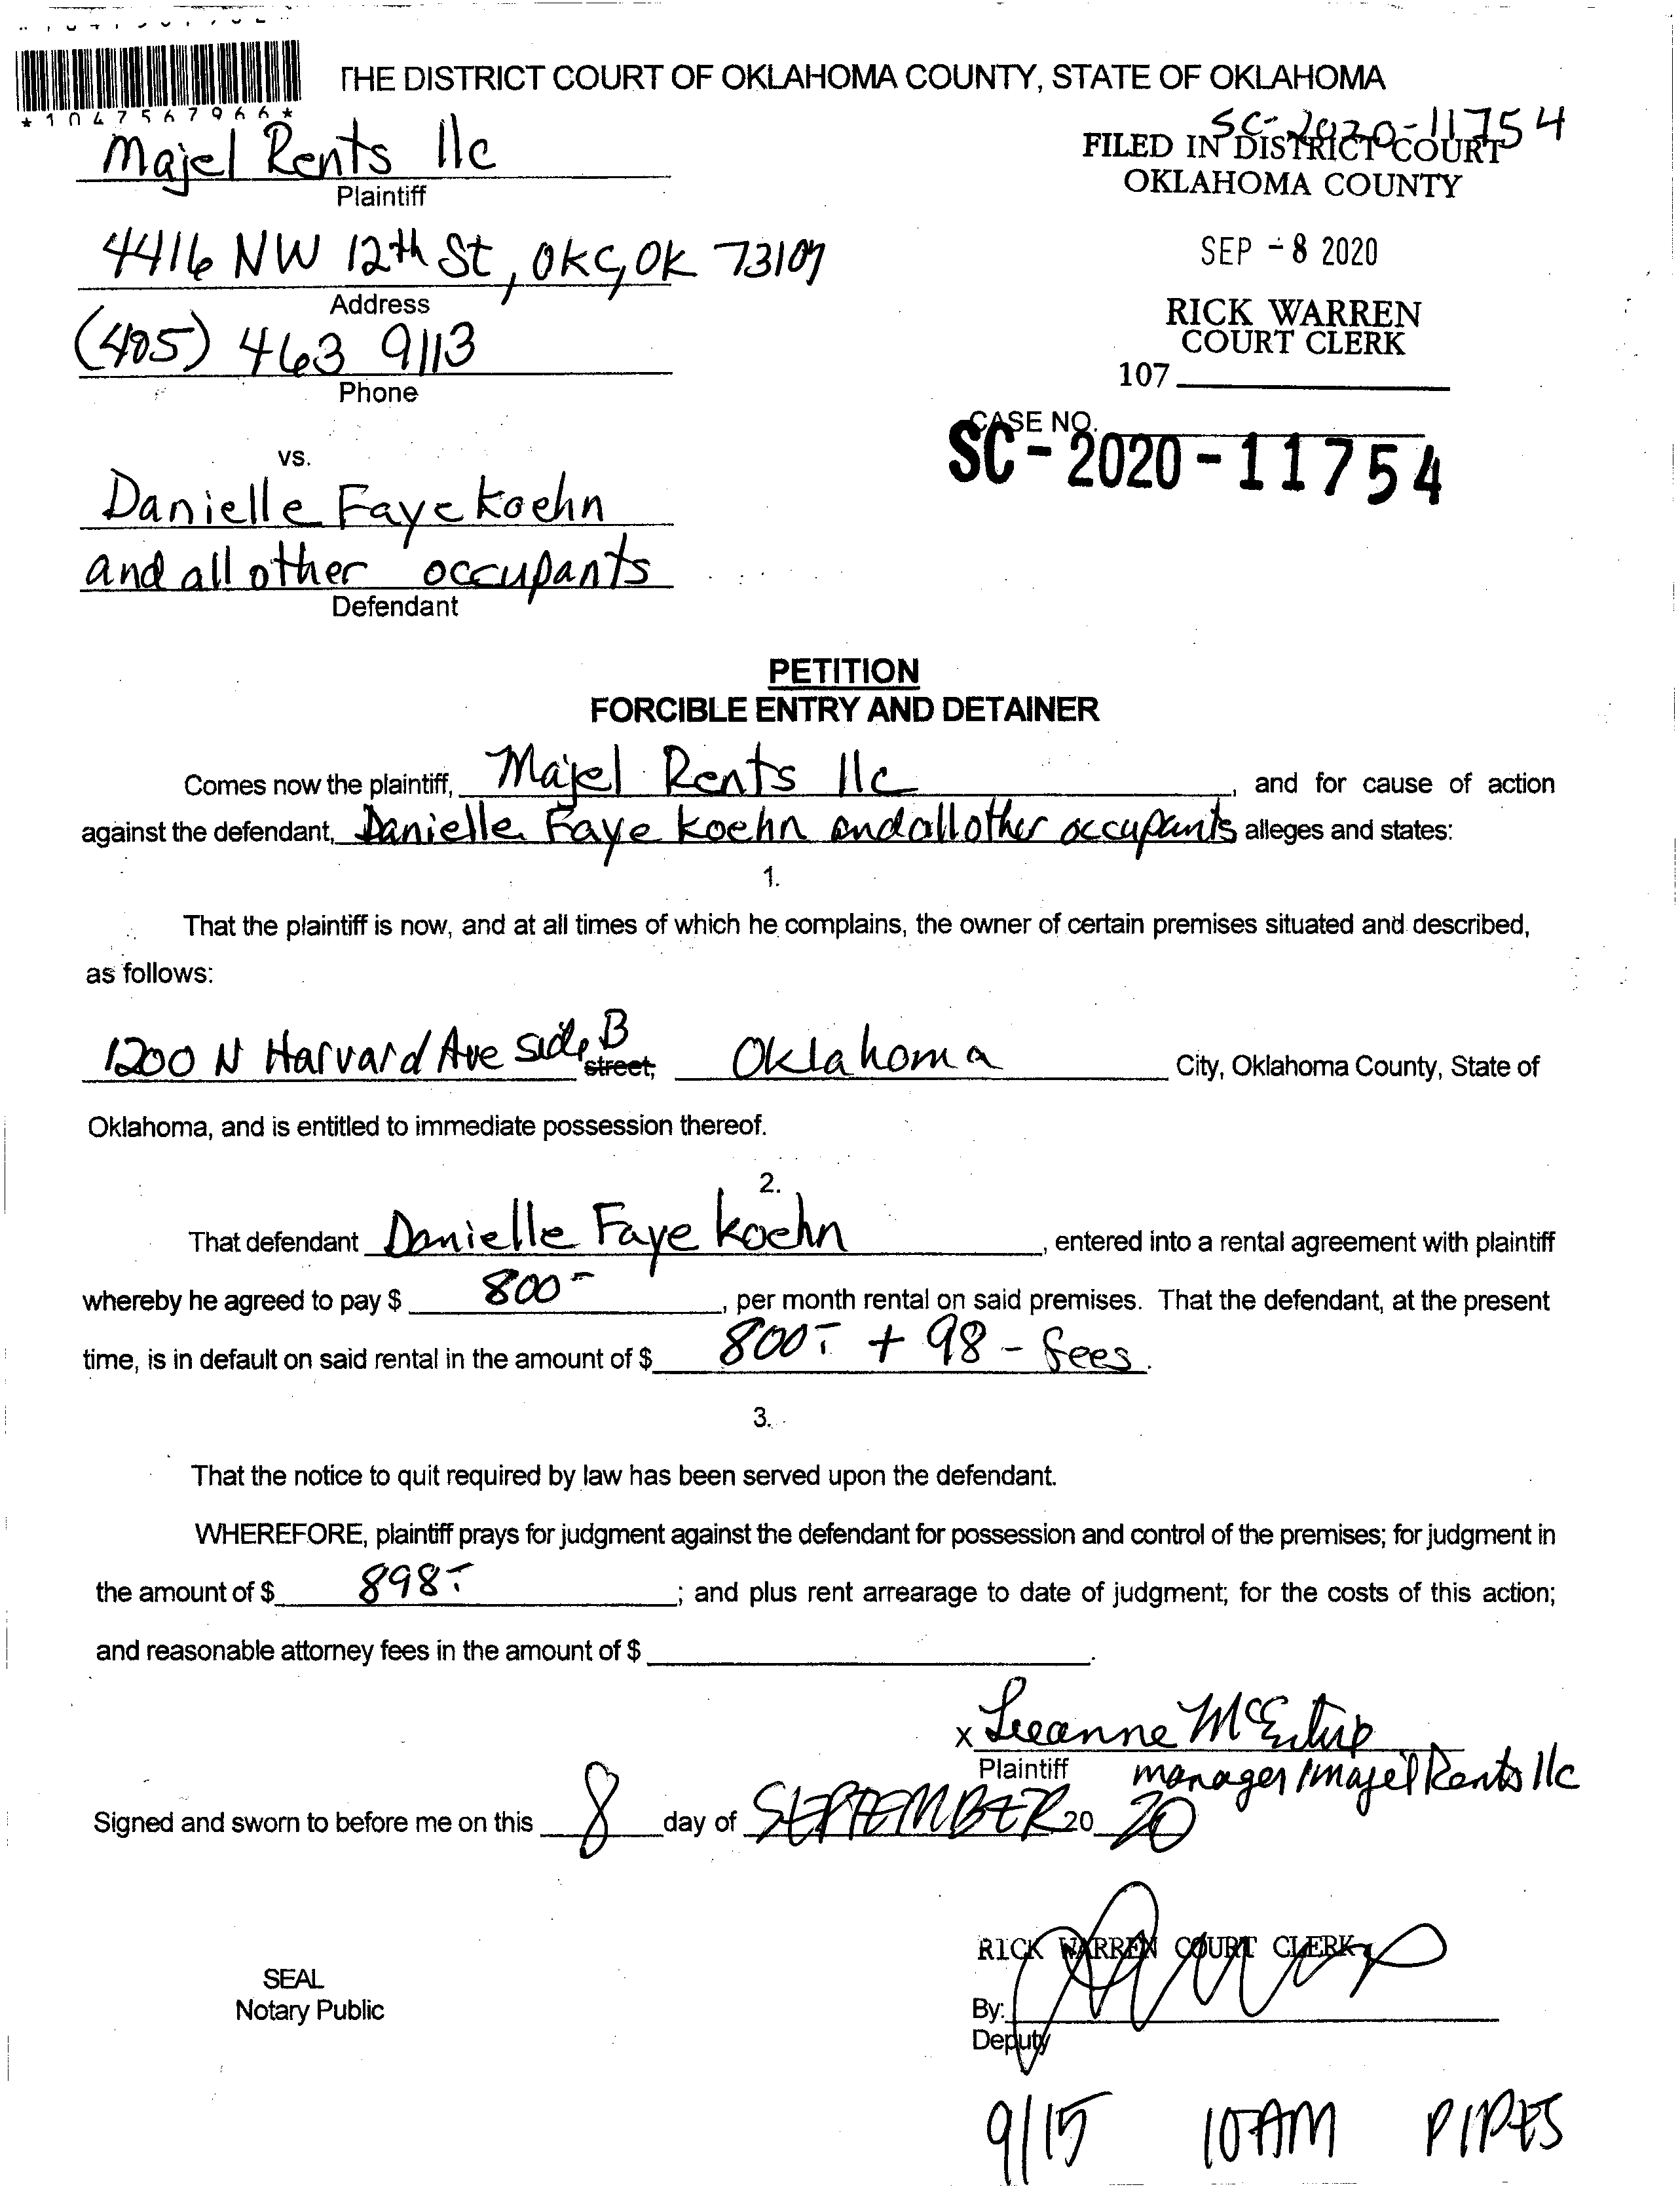 THE DISTRICT COURT OF OKLAHOMA COUNTY, STATE OF OKLAHOMA
*1047567966*
SC-2020-11754
Majel Rents llc
Plaintiff
FILED IN DISTRICT COURT
OKLAHOMA COUNTY
4416 NW 12th St, OKC, OK 73107
Address
SEP -8 2020
(405) 463 9113
Phone
RICK WARREN
COURT CLERK
107
CASE NO.
SC-2020-11754
vs.
Danielle Faye Koehn
and all other occupants
Defendant
PETITION
FORCIBLE ENTRY AND DETAINER
Comes now the plaintiff, Majel Rents llc, and for cause of action
against the defendant, Danielle Faye Koehn and all other occupants alleges and states:
1.
That the plaintiff is now, and at all times of which he complains, the owner of certain premises situated and described,
as follows:
1200 N Harvard Ave Side B street, Oklahoma City, Oklahoma County, State of
Oklahoma, and is entitled to immediate possession thereof.
2.
That defendant Danielle Faye Koehn, entered into a rental agreement with plaintiff
whereby he agreed to pay $ 800-, per month rental on said premises. That the defendant, at the present
time, is in default on said rental in the amount of $ 800- + 98- fees.
3.
That the notice to quit required by law has been served upon the defendant.
WHEREFORE, plaintiff prays for judgment against the defendant for possession and control of the premises; for judgment in
the amount of $ 898-; and plus rent arrearage to date of judgment; for the costs of this action;
and reasonable attorney fees in the amount of $ .
x Leeanne McEntire
Plaintiff manager/majel Rents llc
Signed and sworn to before me on this 8 day of SEPTEMBER 20 20
RICK WARREN COURT CLERK
SEAL
Notary Public
By:
Deputy
9/15 10 AM PIPES